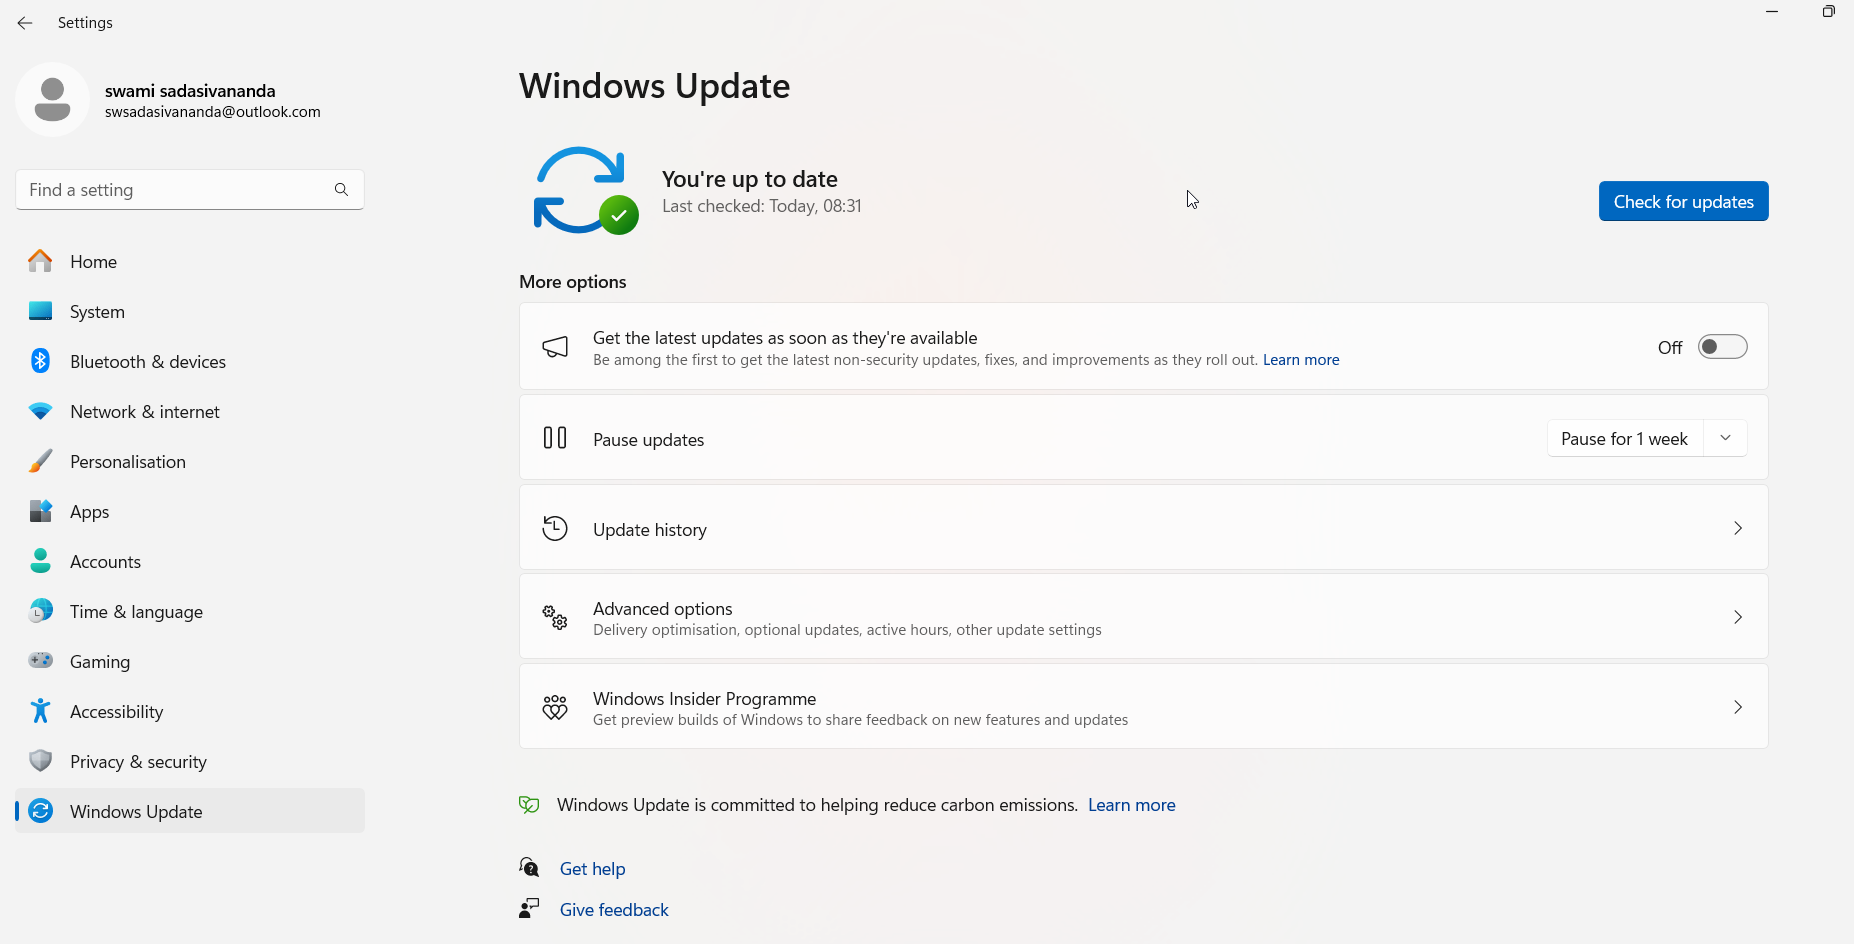 Settings
swami sadasivananda
swsadasivananda@outlook.com
Find a setting
Home
System
Bluetooth & devices
Network & internet
Personalisation
Apps
Accounts
Time & language
Gaming
Accessibility
Privacy & security
Windows Update
Windows Update
You're up to date
Last checked: Today, 08:31
Check for updates
More options
Get the latest updates as soon as they're available
Be among the first to get the latest non-security updates, fixes, and improvements as they roll out. Learn more
Off
Pause updates
Pause for 1 week
Update history
Advanced options
Delivery optimisation, optional updates, active hours, other update settings
Windows Insider Programme
Get preview builds of Windows to share feedback on new features and updates
Windows Update is committed to helping reduce carbon emissions. Learn more
Get help
Give feedback